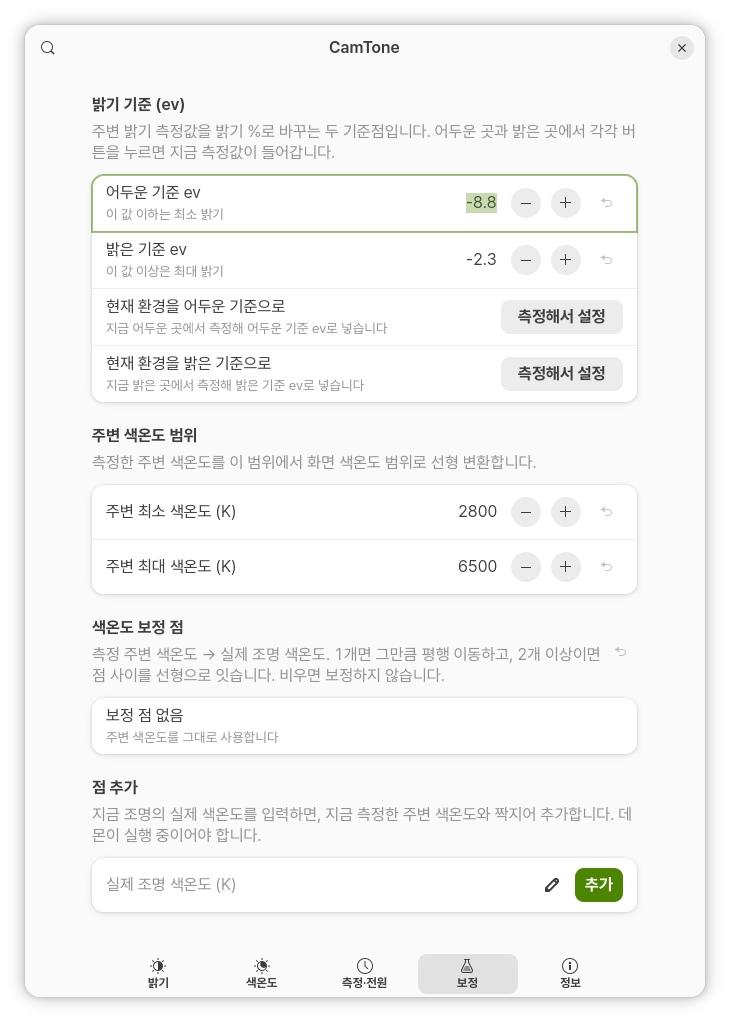 CamTone
밝기 기준 (ev)
주변 밝기 측정값을 밝기 %로 바꾸는 두 기준점입니다. 어두운 곳과 밝은 곳에서 각각 버
튼을 누르면 지금 측정값이 들어갑니다.
어두운 기준 ev
이 값 이하는 최소 밝기
-8.8
밝은 기준 ev
이 값 이상은 최대 밝기
-2.3
현재 환경을 어두운 기준으로
지금 어두운 곳에서 측정해 어두운 기준 ev로 넣습니다
측정해서 설정
현재 환경을 밝은 기준으로
지금 밝은 곳에서 측정해 밝은 기준 ev로 넣습니다
측정해서 설정
주변 색온도 범위
측정한 주변 색온도를 이 범위에서 화면 색온도 범위로 선형 변환합니다.
주변 최소 색온도 (K)
2800
주변 최대 색온도 (K)
6500
색온도 보정 점
측정 주변 색온도 → 실제 조명 색온도. 1개면 그만큼 평행 이동하고, 2개 이상이면
점 사이를 선형으로 잇습니다. 비우면 보정하지 않습니다.
보정 점 없음
주변 색온도를 그대로 사용합니다
점 추가
지금 조명의 실제 색온도를 입력하면, 지금 측정한 주변 색온도와 짝지어 추가합니다. 데
몬이 실행 중이어야 합니다.
실제 조명 색온도 (K)
추가
밝기
색온도
측정·전원
보정
정보